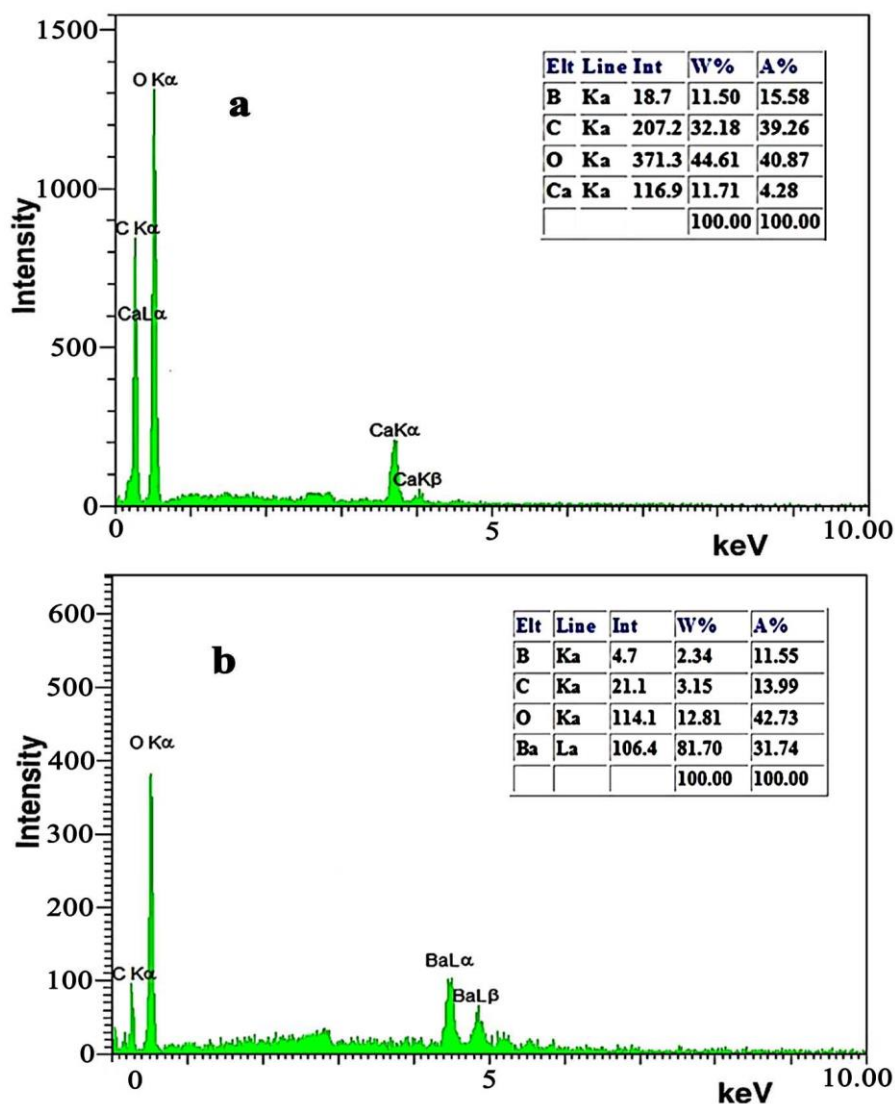 1500
1000
500
0
Intensity
O Kα
C Kα
CaLα
a
CaKα
CaKβ
Elt Line Int W% A%
B Ka 18.7 11.50 15.58
C Ka 207.2 32.18 39.26
O Ka 371.3 44.61 40.87
Ca Ka 116.9 11.71 4.28
100.00 100.00
0 5 10.00
keV
600
500
400
300
200
100
0
Intensity
O Kα
C Kα
b
BaLα
BaLβ
Elt Line Int W% A%
B Ka 4.7 2.34 11.55
C Ka 21.1 3.15 13.99
O Ka 114.1 12.81 42.73
Ba La 106.4 81.70 31.74
100.00 100.00
0 5 10.00
keV